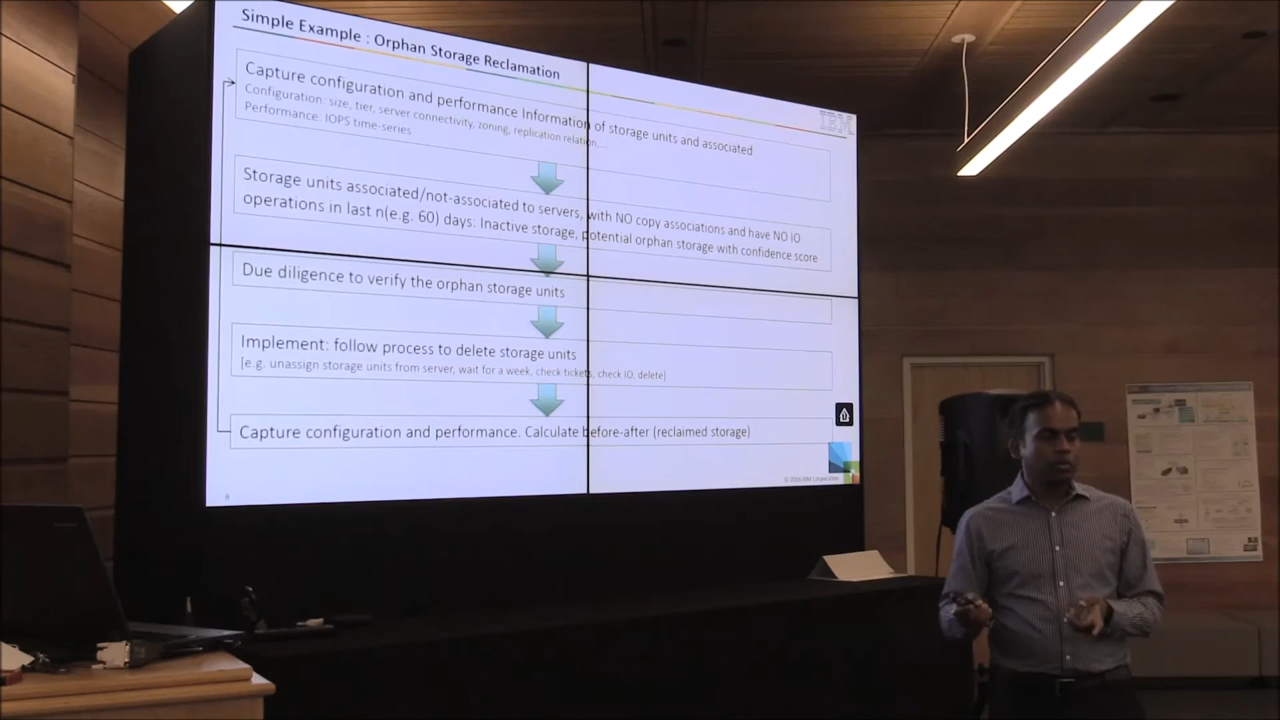 Simple Example : Orphan Storage Reclamation
IBM
Capture configuration and performance Information of storage units and associated
Configuration: size, tier, server connectivity, zoning, replication relation,...
Performance: IOPS time-series
Storage units associated/not-associated to servers, with NO copy associations and have NO IO
operations in last n(e.g. 60) days: Inactive storage, potential orphan storage with confidence score
Due diligence to verify the orphan storage units
Implement: follow process to delete storage units
[e.g. unassign storage units from server, wait for a week, check tickets, check IO, delete]
Capture configuration and performance. Calculate before-after (reclaimed storage)
8
© 2016 IBM Corporation